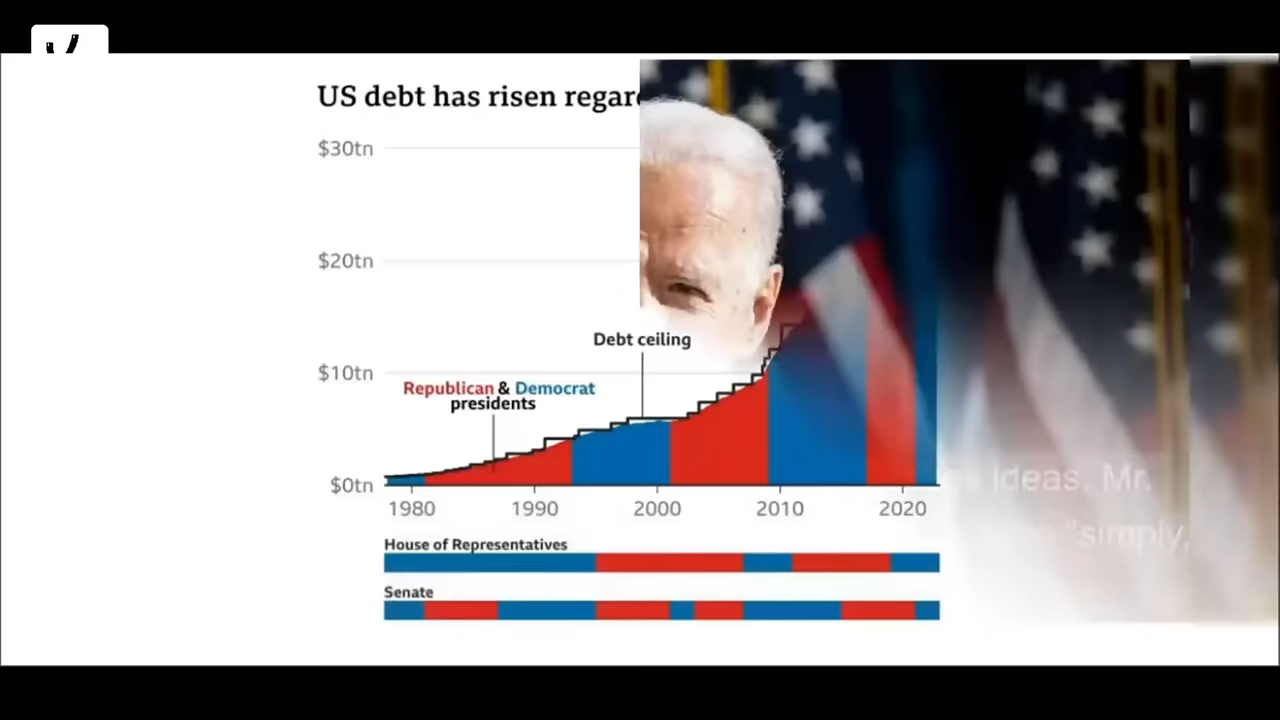 US debt has risen
$30tn
$20tn
Debt ceiling
$10tn
Republican & Democrat
presidents
$0tn
1980 1990 2000 2010 2020
ideas. Mr.
"simply,
House of Representatives
Senate